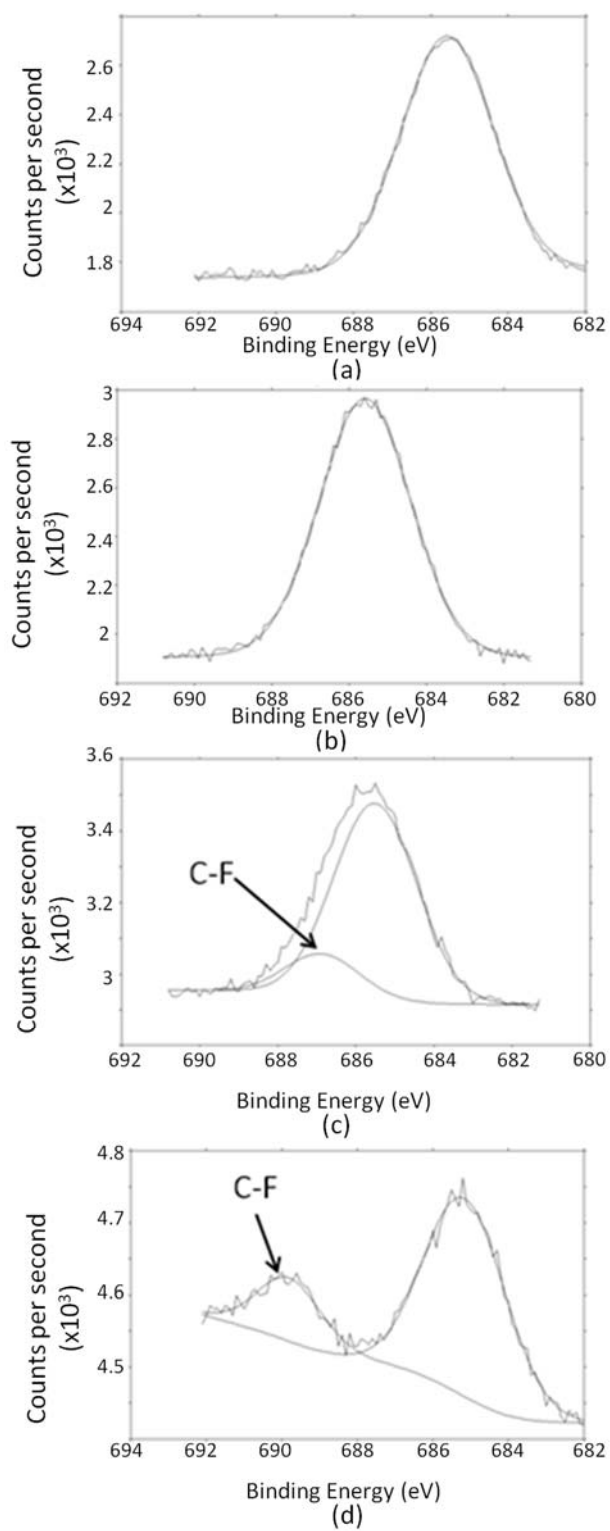 Counts per second
(x10³)
2.6
2.4
2.2
2
1.8
694 692 690 688 686 684 682
Binding Energy (eV)
(a)
Counts per second
(x10³)
3
2.8
2.6
2.4
2.2
2
692 690 688 686 684 682 680
Binding Energy (eV)
(b)
Counts per second
(x10³)
3.6
3.4
3.2
3
C-F
692 690 688 686 684 682 680
Binding Energy (eV)
(c)
Counts per second
(x10³)
4.8
4.7
4.6
4.5
C-F
694 692 690 688 686 684 682
Binding Energy (eV)
(d)